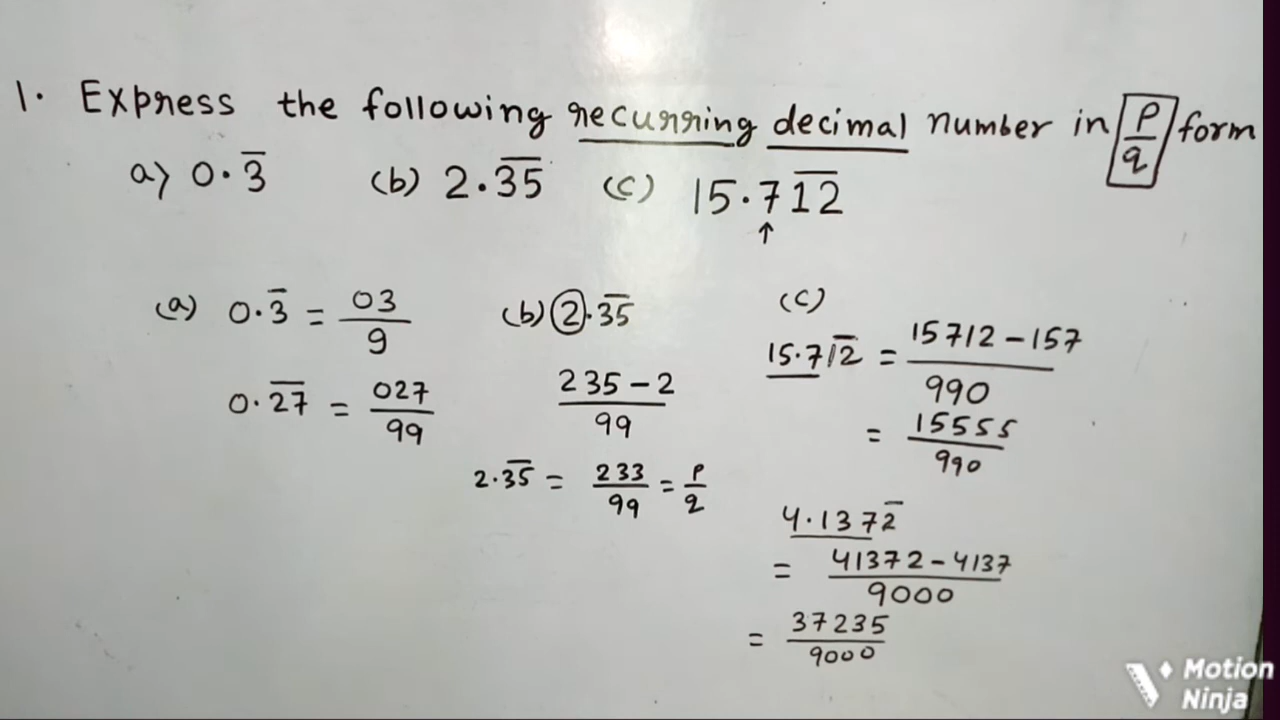 1. Express the following recurring decimal number in p/q form
a) 0.3̅ (b) 2.3̅5̅ (c) 15.71̅2̅
↑
(a) 0.3̅ = 03/9
0.2̅7̅ = 027/99
(b) 2.3̅5̅
235-2/99
2.3̅5̅ = 233/99 = p/q
(c)
15.71̅2̅ = 15712-157/990
= 15555/990
4.1372̅
= 41372-4137/9000
= 37235/9000
Motion
Ninja